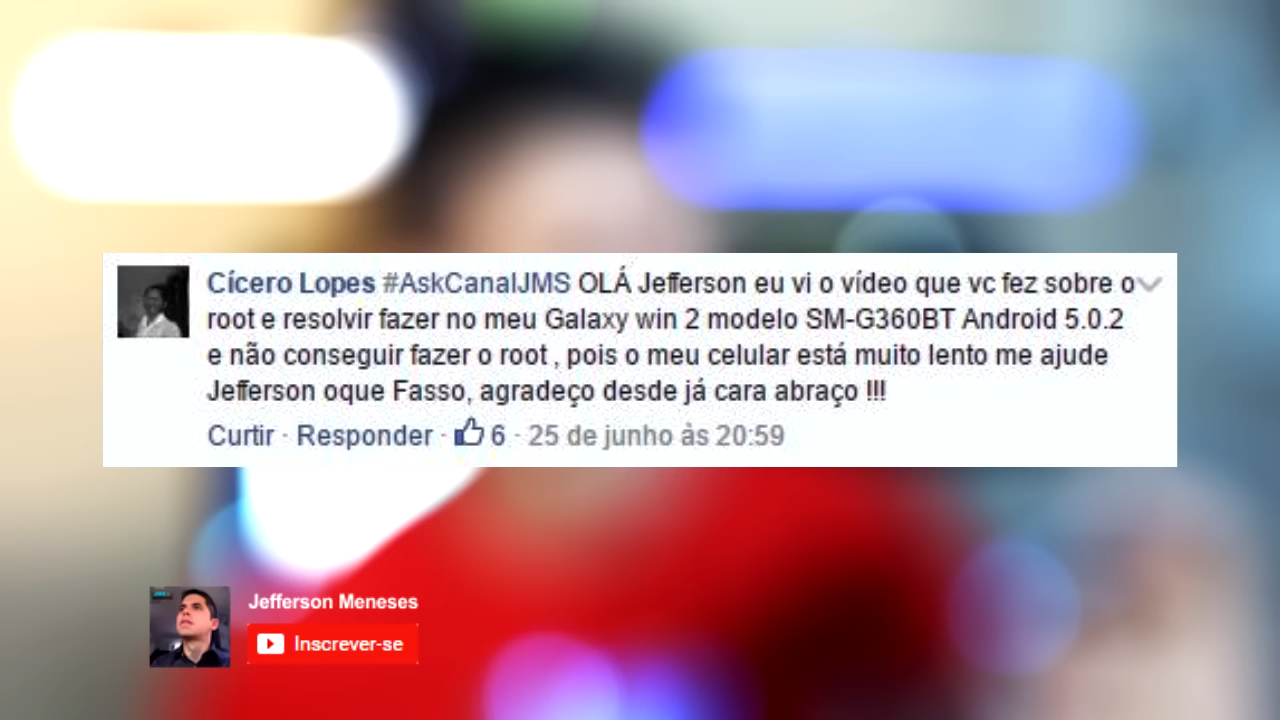 Cícero Lopes #AskCanalJMS OLÁ Jefferson eu vi o vídeo que vc fez sobre o
root e resolvir fazer no meu Galaxy win 2 modelo SM-G360BT Android 5.0.2
e não conseguir fazer o root , pois o meu celular está muito lento me ajude
Jefferson oque Fasso, agradeço desde já cara abraço !!!
Curtir · Responder · 6 · 25 de junho às 20:59
Jefferson Meneses
Inscrever-se